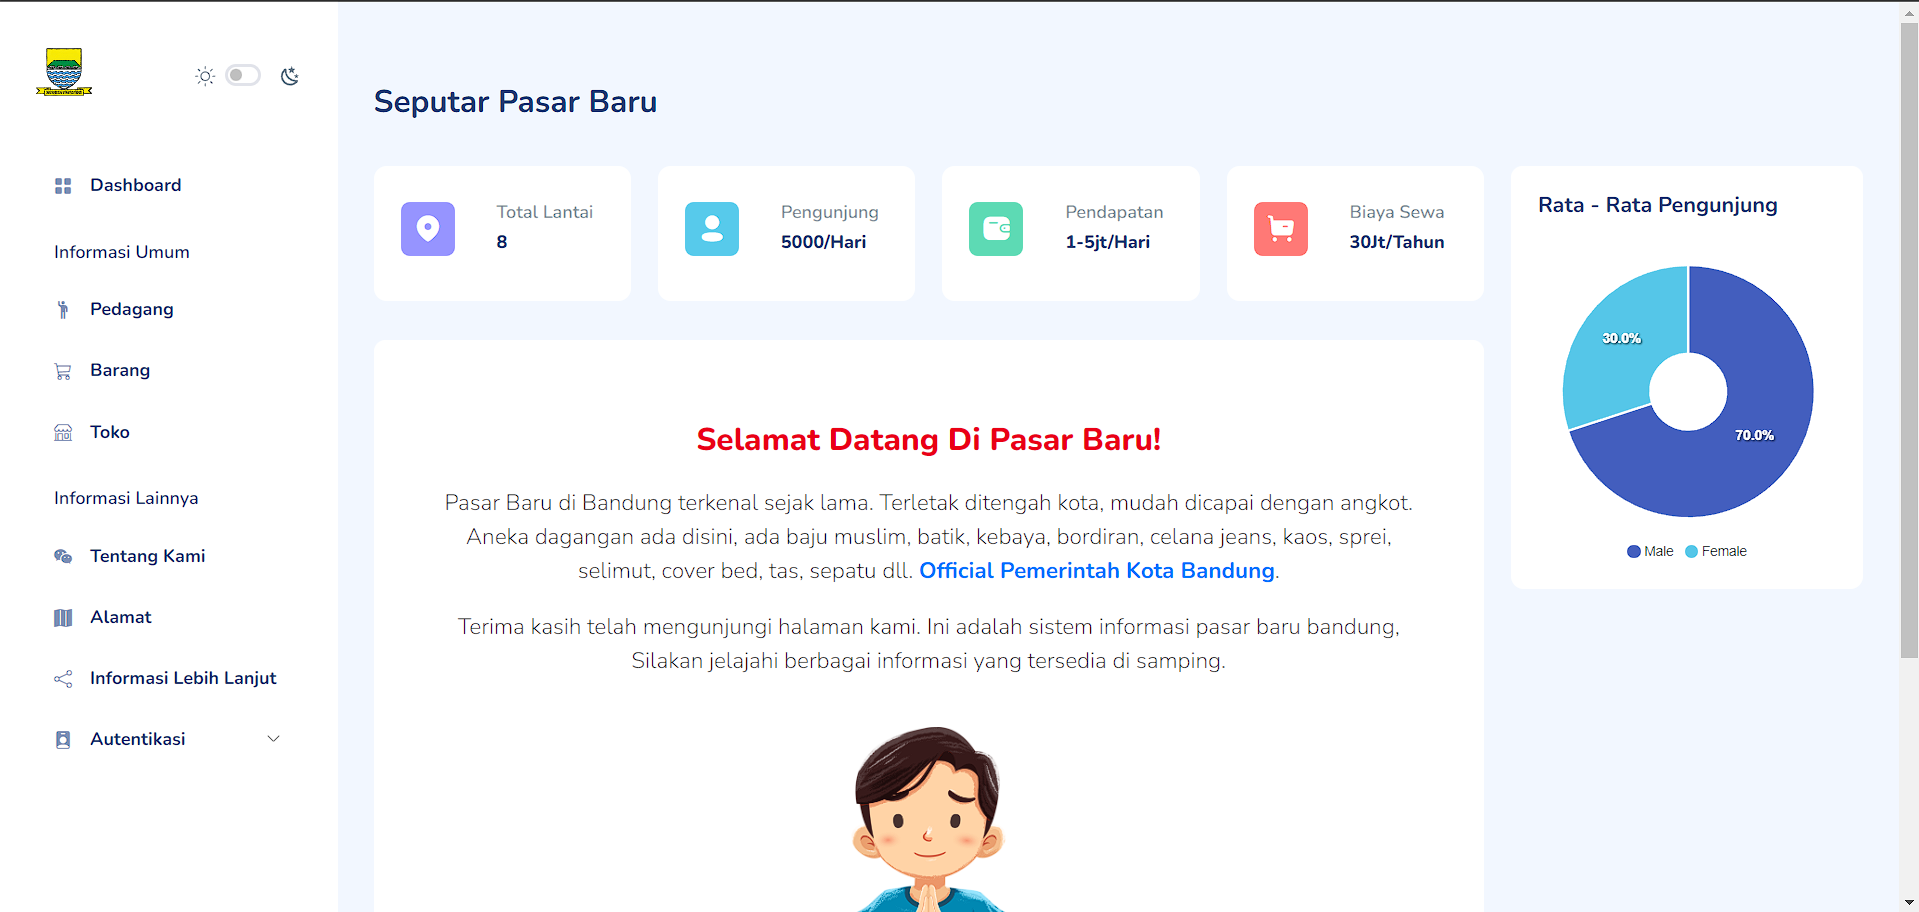 Dashboard
Informasi Umum
Pedagang
Barang
Toko
Informasi Lainnya
Tentang Kami
Alamat
Informasi Lebih Lanjut
Autentikasi
Seputar Pasar Baru
Total Lantai
8
Pengunjung
5000/Hari
Pendapatan
1-5jt/Hari
Biaya Sewa
30Jt/Tahun
Selamat Datang Di Pasar Baru!
Pasar Baru di Bandung terkenal sejak lama. Terletak ditengah kota, mudah dicapai dengan angkot.
Aneka dagangan ada disini, ada baju muslim, batik, kebaya, bordiran, celana jeans, kaos, sprei,
selimut, cover bed, tas, sepatu dll. Official Pemerintah Kota Bandung.
Terima kasih telah mengunjungi halaman kami. Ini adalah sistem informasi pasar baru bandung,
Silakan jelajahi berbagai informasi yang tersedia di samping.
Rata - Rata Pengunjung
30.0%
70.0%
Male Female